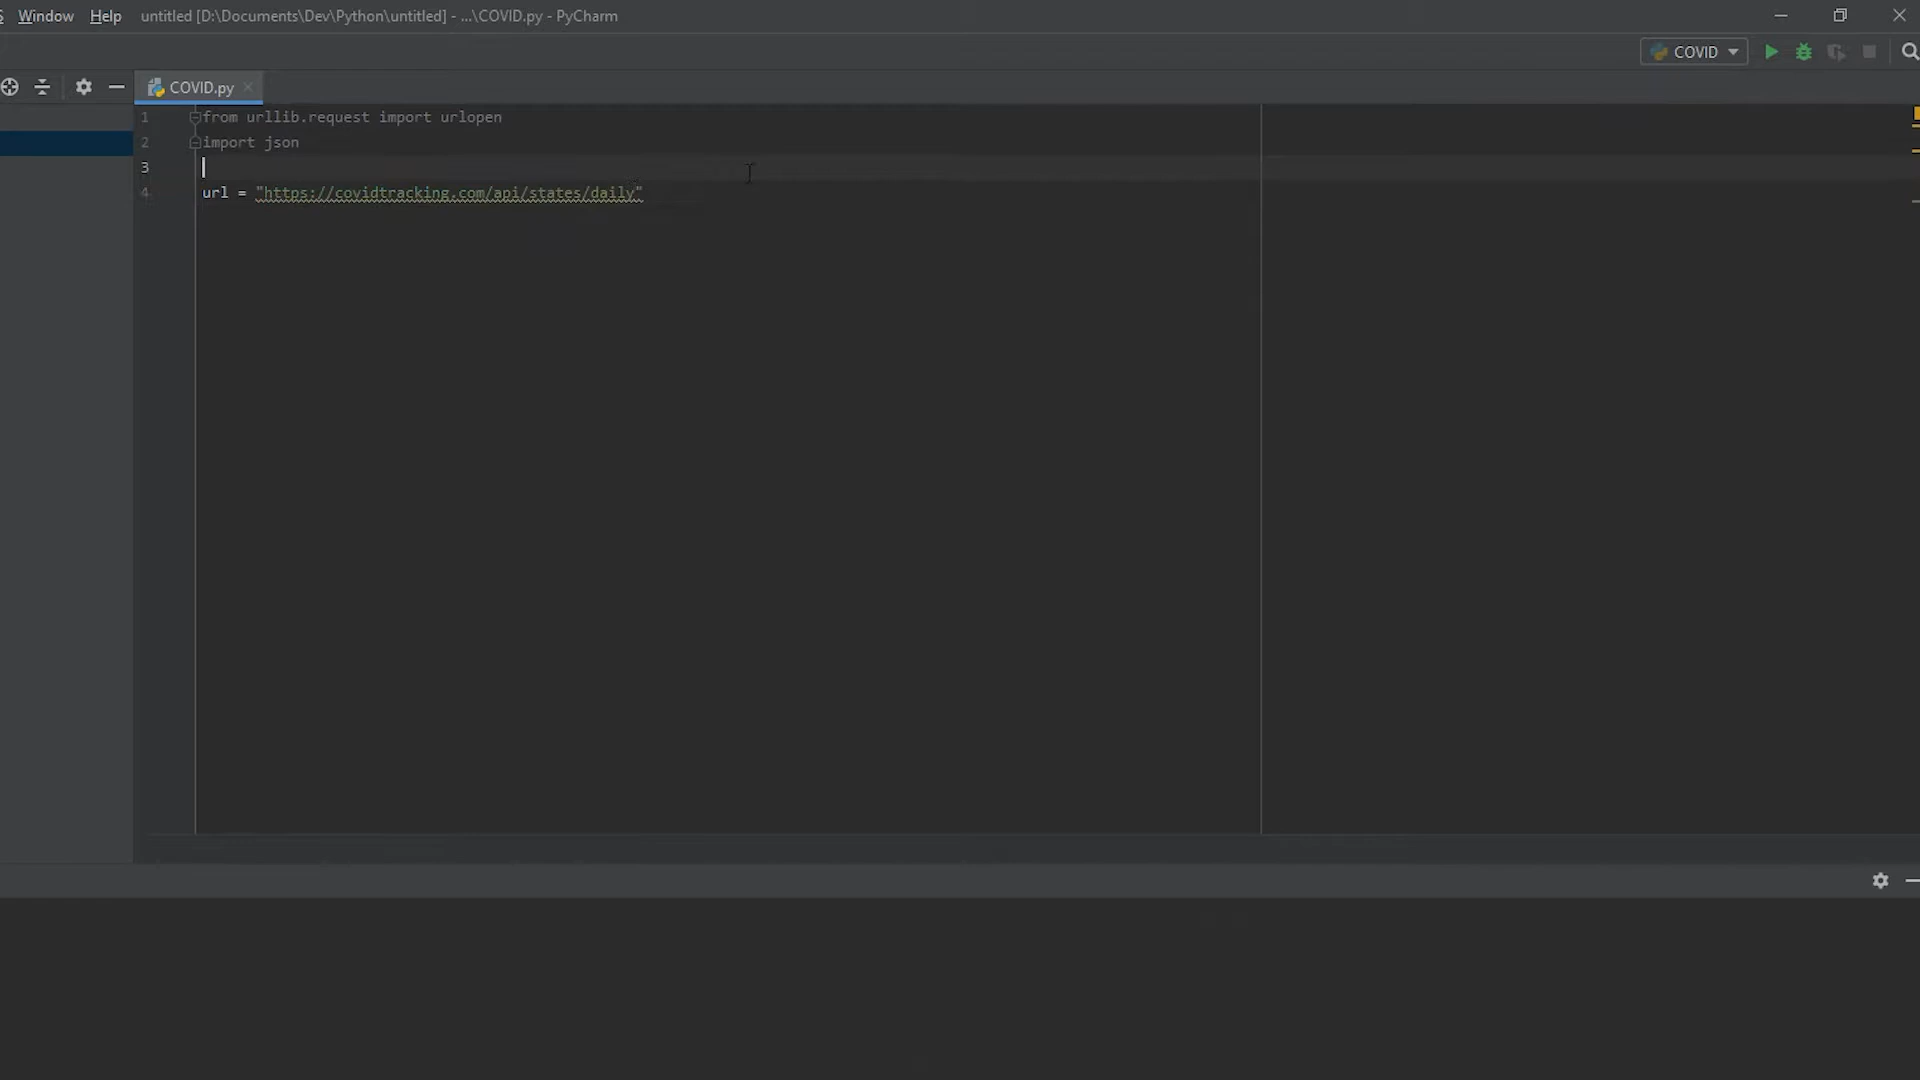 Window Help untitled [D:\Documents\Dev\Python\untitled] - ...\COVID.py - PyCharm
COVID
COVID.py
1 from urllib.request import urlopen
2 import json
3
4 url = "https://covidtracking.com/api/states/daily"